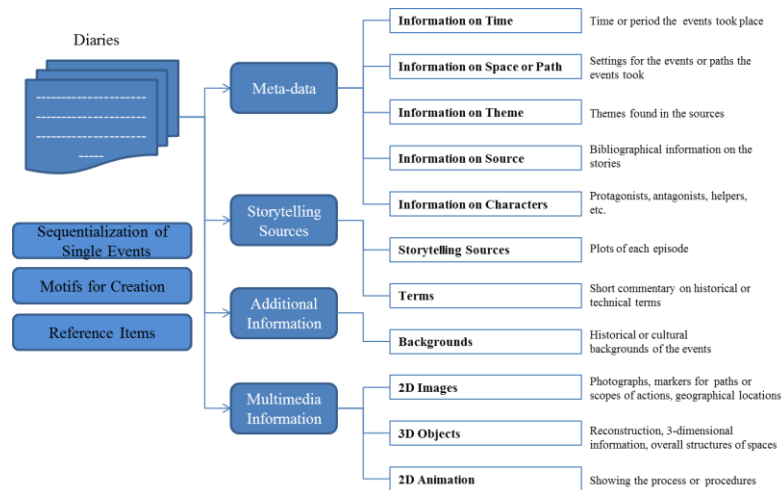 Diaries
Sequentialization of
Single Events
Motifs for Creation
Reference Items
Meta-data
Storytelling
Sources
Additional
Information
Multimedia
Information
Information on Time
Time or period the events took place
Information on Space or Path
Settings for the events or paths the
events took
Information on Theme
Themes found in the sources
Information on Source
Bibliographical information on the
stories
Information on Characters
Protagonists, antagonists, helpers,
etc.
Storytelling Sources
Plots of each episode
Terms
Short commentary on historical or
technical terms
Backgrounds
Historical or cultural
backgrounds of the events
2D Images
Photographs, markers for paths or
scopes of actions, geographical locations
3D Objects
Reconstruction, 3-dimensional
information, overall structures of spaces
2D Animation
Showing the process or procedures